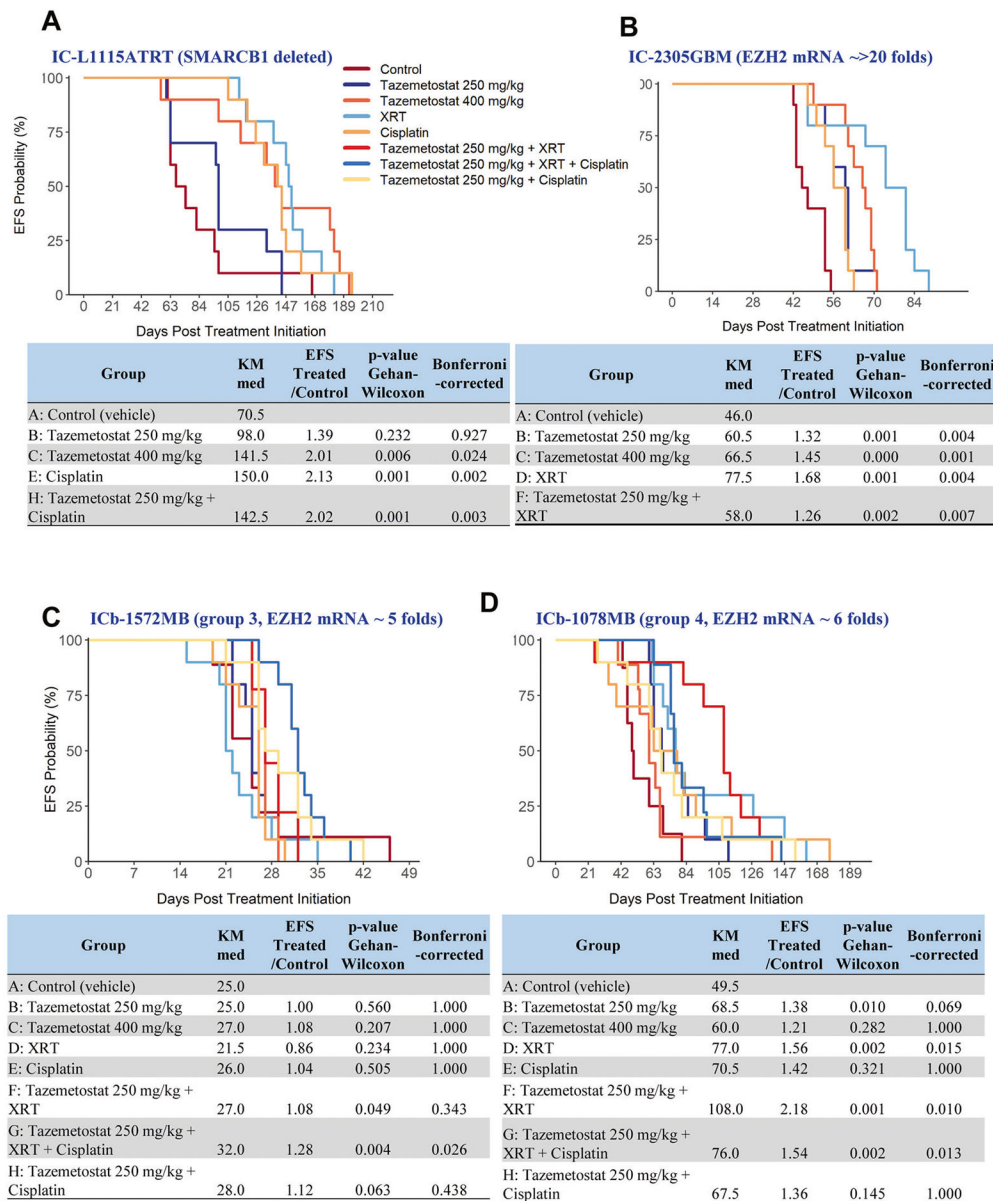 A
IC-L1115ATRT (SMARCB1 deleted)
EFS Probability (%)
100
75
50
25
0
0 21 42 63 84 105 126 147 168 189 210
Days Post Treatment Initiation
Control
Tazemetostat 250 mg/kg
Tazemetostat 400 mg/kg
XRT
Cisplatin
Tazemetostat 250 mg/kg + XRT
Tazemetostat 250 mg/kg + XRT + Cisplatin
Tazemetostat 250 mg/kg + Cisplatin
Group KM med EFS Treated /Control p-value Gehan-Wilcoxon Bonferroni -corrected
A: Control (vehicle) 70.5
B: Tazemetostat 250 mg/kg 98.0 1.39 0.232 0.927
C: Tazemetostat 400 mg/kg 141.5 2.01 0.006 0.024
E: Cisplatin 150.0 2.13 0.001 0.002
H: Tazemetostat 250 mg/kg +
Cisplatin 142.5 2.02 0.001 0.003
B
IC-2305GBM (EZH2 mRNA ~>20 folds)
00
75
50
25
0
0 14 28 42 56 70 84
Days Post Treatment Initiation
Group KM med EFS Treated /Control p-value Gehan-Wilcoxon Bonferroni -corrected
A: Control (vehicle) 46.0
B: Tazemetostat 250 mg/kg 60.5 1.32 0.001 0.004
C: Tazemetostat 400 mg/kg 66.5 1.45 0.000 0.001
D: XRT 77.5 1.68 0.001 0.004
F: Tazemetostat 250 mg/kg +
XRT 58.0 1.26 0.002 0.007
C
ICb-1572MB (group 3, EZH2 mRNA ~ 5 folds)
EFS Probability (%)
100
75
50
25
0
0 7 14 21 28 35 42 49
Days Post Treatment Initiation
Group KM med EFS Treated /Control p-value Gehan-Wilcoxon Bonferroni -corrected
A: Control (vehicle) 25.0
B: Tazemetostat 250 mg/kg 25.0 1.00 0.560 1.000
C: Tazemetostat 400 mg/kg 27.0 1.08 0.207 1.000
D: XRT 21.5 0.86 0.234 1.000
E: Cisplatin 26.0 1.04 0.505 1.000
F: Tazemetostat 250 mg/kg +
XRT 27.0 1.08 0.049 0.343
G: Tazemetostat 250 mg/kg +
XRT + Cisplatin 32.0 1.28 0.004 0.026
H: Tazemetostat 250 mg/kg +
Cisplatin 28.0 1.12 0.063 0.438
D
ICb-1078MB (group 4, EZH2 mRNA ~ 6 folds)
100
75
50
25
0
0 21 42 63 84 105 126 147 168 189
Days Post Treatment Initiation
Group KM med EFS Treated /Control p-value Gehan-Wilcoxon Bonferroni -corrected
A: Control (vehicle) 49.5
B: Tazemetostat 250 mg/kg 68.5 1.38 0.010 0.069
C: Tazemetostat 400 mg/kg 60.0 1.21 0.282 1.000
D: XRT 77.0 1.56 0.002 0.015
E: Cisplatin 70.5 1.42 0.321 1.000
F: Tazemetostat 250 mg/kg +
XRT 108.0 2.18 0.001 0.010
G: Tazemetostat 250 mg/kg +
XRT + Cisplatin 76.0 1.54 0.002 0.013
H: Tazemetostat 250 mg/kg +
Cisplatin 67.5 1.36 0.145 1.000